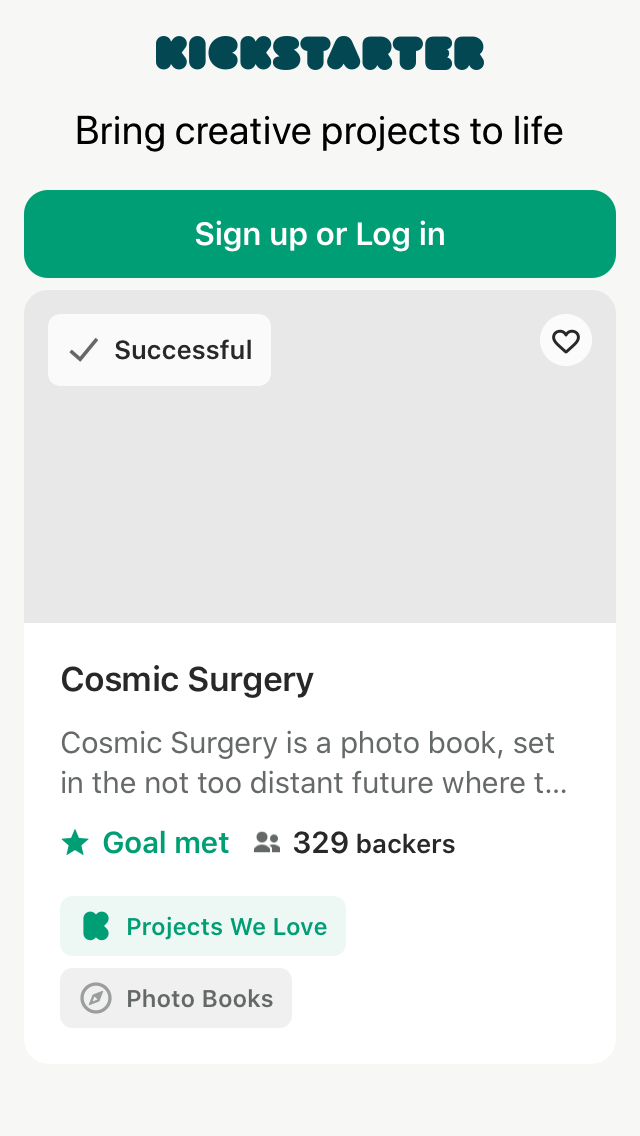 KICKSTARTER
Bring creative projects to life
Sign up or Log in
Successful
Cosmic Surgery
Cosmic Surgery is a photo book, set
in the not too distant future where t...
Goal met 329 backers
Projects We Love
Photo Books